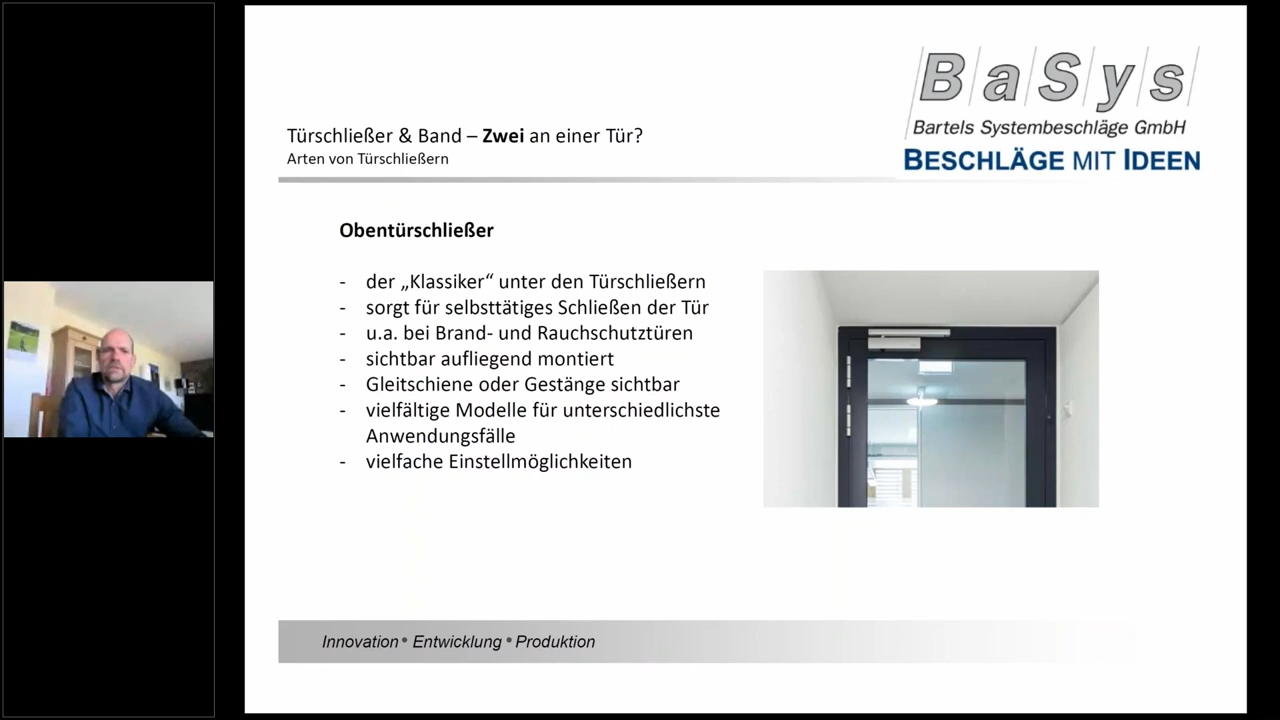 BaSys
Bartels Systembeschläge GmbH
BESCHLÄGE MIT IDEEN
Türschließer & Band – Zwei an einer Tür?
Arten von Türschließern
Obentürschließer
- der „Klassiker“ unter den Türschließern
- sorgt für selbsttätiges Schließen der Tür
- u.a. bei Brand- und Rauchschutztüren
- sichtbar aufliegend montiert
- Gleitschiene oder Gestänge sichtbar
- vielfältige Modelle für unterschiedlichste
Anwendungsfälle
- vielfache Einstellmöglichkeiten
Innovation • Entwicklung • Produktion